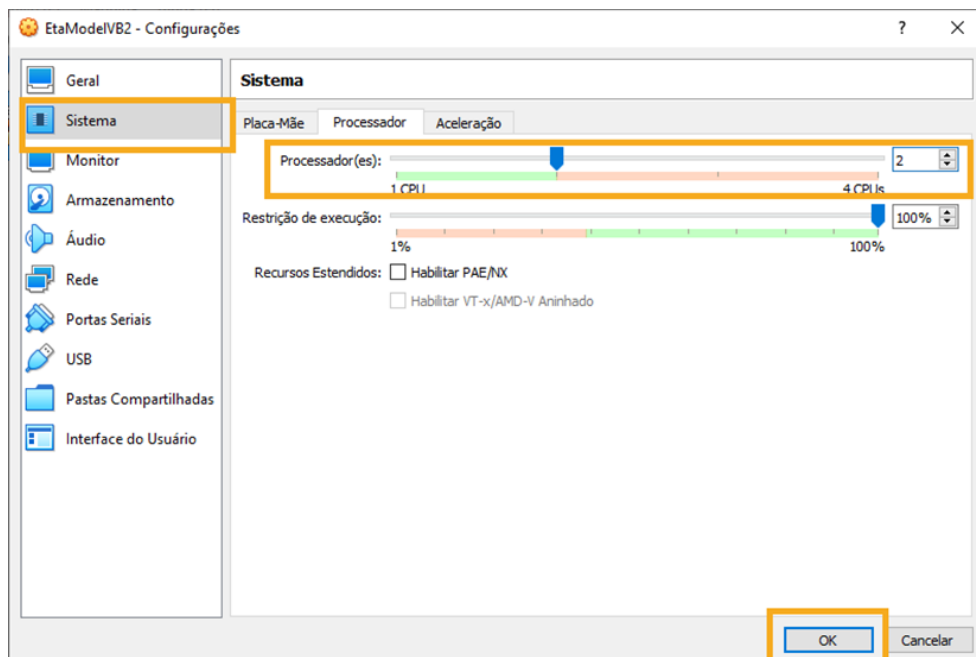 EtaModelVB2 - Configurações
?
Geral
Sistema
Monitor
Armazenamento
Áudio
Rede
Portas Seriais
USB
Pastas Compartilhadas
Interface do Usuário
Sistema
Placa-Mãe Processador Aceleração
Processador(es): 2
1 CPU 4 CPUs
Restrição de execução: 100%
1% 100%
Recursos Estendidos: Habilitar PAE/NX
Habilitar VT-x/AMD-V Aninhado
OK Cancelar